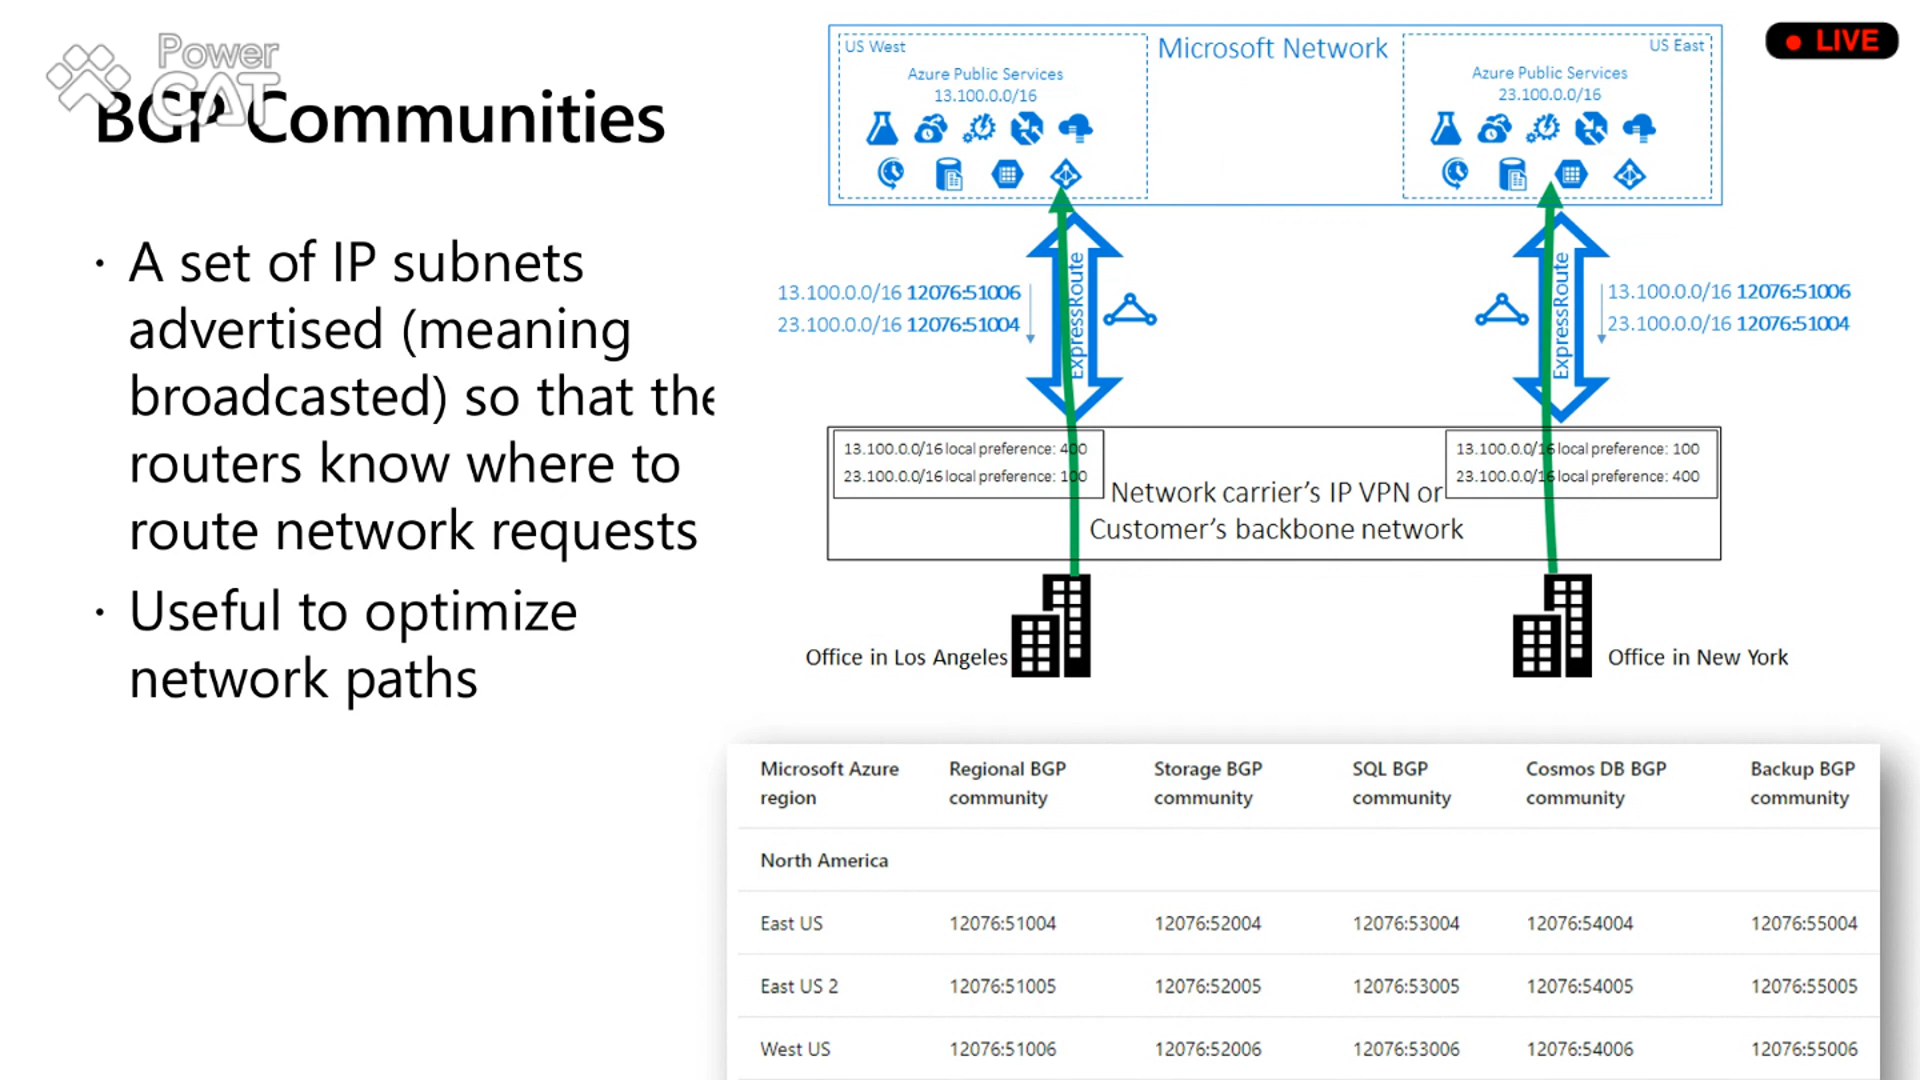 Power
CAT
BGP Communities
· A set of IP subnets
advertised (meaning
broadcasted) so that the
routers know where to
route network requests
· Useful to optimize
network paths
LIVE
Microsoft Network
US West
Azure Public Services
13.100.0.0/16
US East
Azure Public Services
23.100.0.0/16
13.100.0.0/16 12076:51006
23.100.0.0/16 12076:51004
ExpressRoute
ExpressRoute
13.100.0.0/16 12076:51006
23.100.0.0/16 12076:51004
13.100.0.0/16 local preference: 400
23.100.0.0/16 local preference: 100
Network carrier's IP VPN or
Customer's backbone network
13.100.0.0/16 local preference: 100
23.100.0.0/16 local preference: 400
Office in Los Angeles
Office in New York
Microsoft Azure region Regional BGP community Storage BGP community SQL BGP community Cosmos DB BGP community Backup BGP community
North America
East US 12076:51004 12076:52004 12076:53004 12076:54004 12076:55004
East US 2 12076:51005 12076:52005 12076:53005 12076:54005 12076:55005
West US 12076:51006 12076:52006 12076:53006 12076:54006 12076:55006